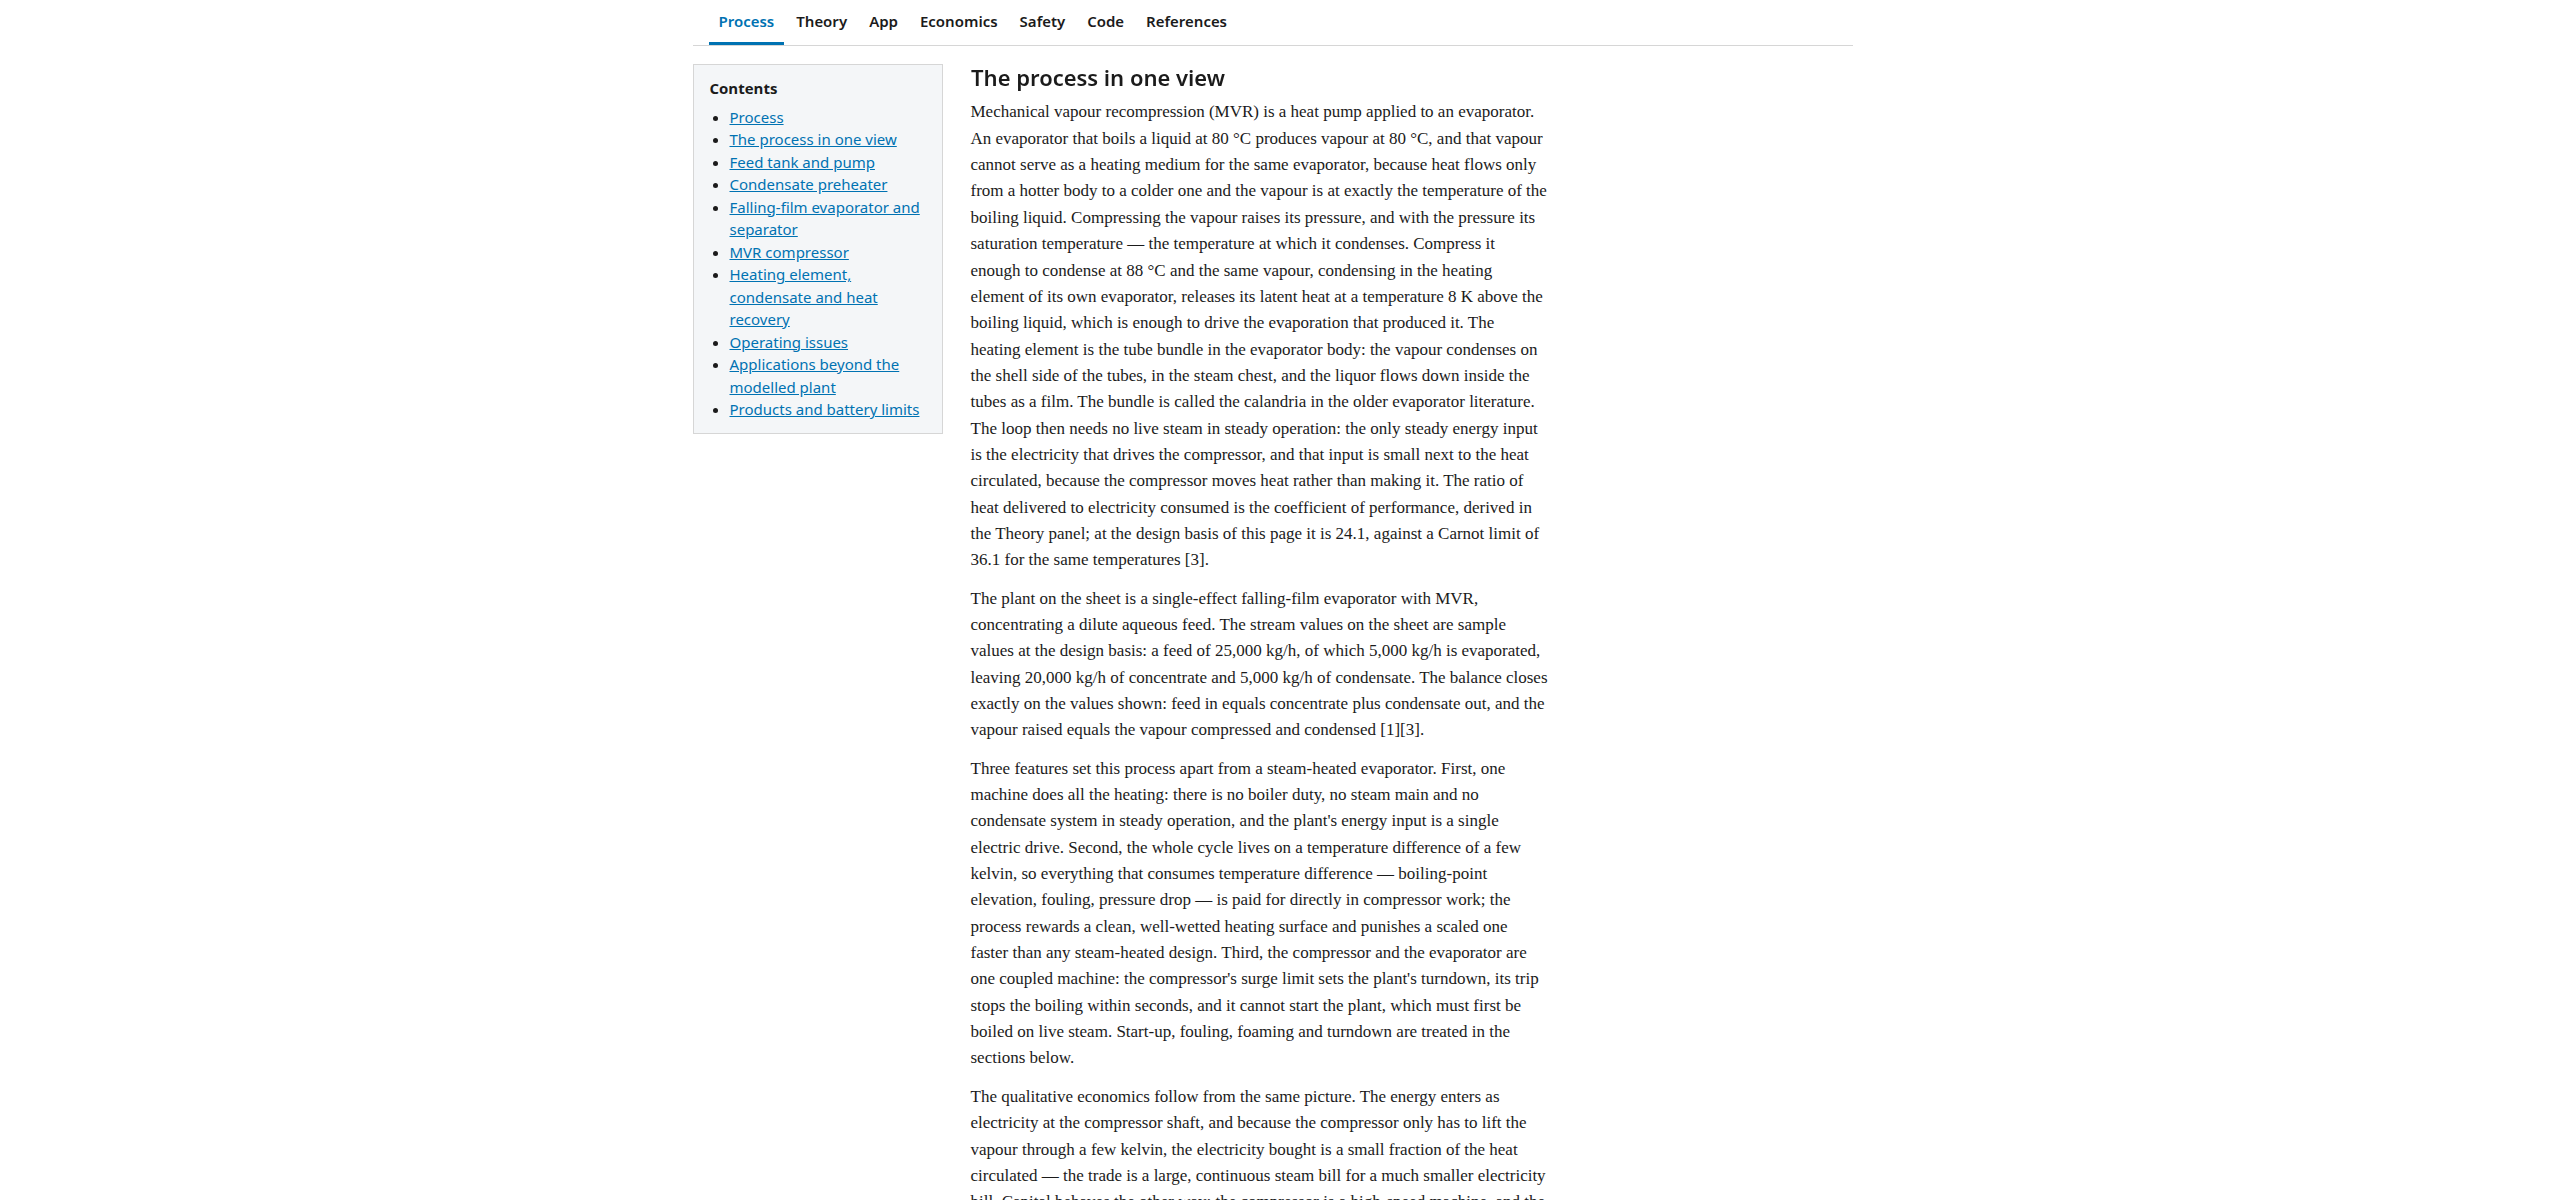 Process Theory App Economics Safety Code References
Contents
Process
The process in one view
Feed tank and pump
Condensate preheater
Falling-film evaporator and
separator
MVR compressor
Heating element,
condensate and heat
recovery
Operating issues
Applications beyond the
modelled plant
Products and battery limits
The process in one view
Mechanical vapour recompression (MVR) is a heat pump applied to an evaporator.
An evaporator that boils a liquid at 80 °C produces vapour at 80 °C, and that vapour
cannot serve as a heating medium for the same evaporator, because heat flows only
from a hotter body to a colder one and the vapour is at exactly the temperature of the
boiling liquid. Compressing the vapour raises its pressure, and with the pressure its
saturation temperature — the temperature at which it condenses. Compress it
enough to condense at 88 °C and the same vapour, condensing in the heating
element of its own evaporator, releases its latent heat at a temperature 8 K above the
boiling liquid, which is enough to drive the evaporation that produced it. The
heating element is the tube bundle in the evaporator body: the vapour condenses on
the shell side of the tubes, in the steam chest, and the liquor flows down inside the
tubes as a film. The bundle is called the calandria in the older evaporator literature.
The loop then needs no live steam in steady operation: the only steady energy input
is the electricity that drives the compressor, and that input is small next to the heat
circulated, because the compressor moves heat rather than making it. The ratio of
heat delivered to electricity consumed is the coefficient of performance, derived in
the Theory panel; at the design basis of this page it is 24.1, against a Carnot limit of
36.1 for the same temperatures [3].
The plant on the sheet is a single-effect falling-film evaporator with MVR,
concentrating a dilute aqueous feed. The stream values on the sheet are sample
values at the design basis: a feed of 25,000 kg/h, of which 5,000 kg/h is evaporated,
leaving 20,000 kg/h of concentrate and 5,000 kg/h of condensate. The balance closes
exactly on the values shown: feed in equals concentrate plus condensate out, and the
vapour raised equals the vapour compressed and condensed [1][3].
Three features set this process apart from a steam-heated evaporator. First, one
machine does all the heating: there is no boiler duty, no steam main and no
condensate system in steady operation, and the plant's energy input is a single
electric drive. Second, the whole cycle lives on a temperature difference of a few
kelvin, so everything that consumes temperature difference — boiling-point
elevation, fouling, pressure drop — is paid for directly in compressor work; the
process rewards a clean, well-wetted heating surface and punishes a scaled one
faster than any steam-heated design. Third, the compressor and the evaporator are
one coupled machine: the compressor's surge limit sets the plant's turndown, its trip
stops the boiling within seconds, and it cannot start the plant, which must first be
boiled on live steam. Start-up, fouling, foaming and turndown are treated in the
sections below.
The qualitative economics follow from the same picture. The energy enters as
electricity at the compressor shaft, and because the compressor only has to lift the
vapour through a few kelvin, the electricity bought is a small fraction of the heat
circulated — the trade is a large, continuous steam bill for a much smaller electricity